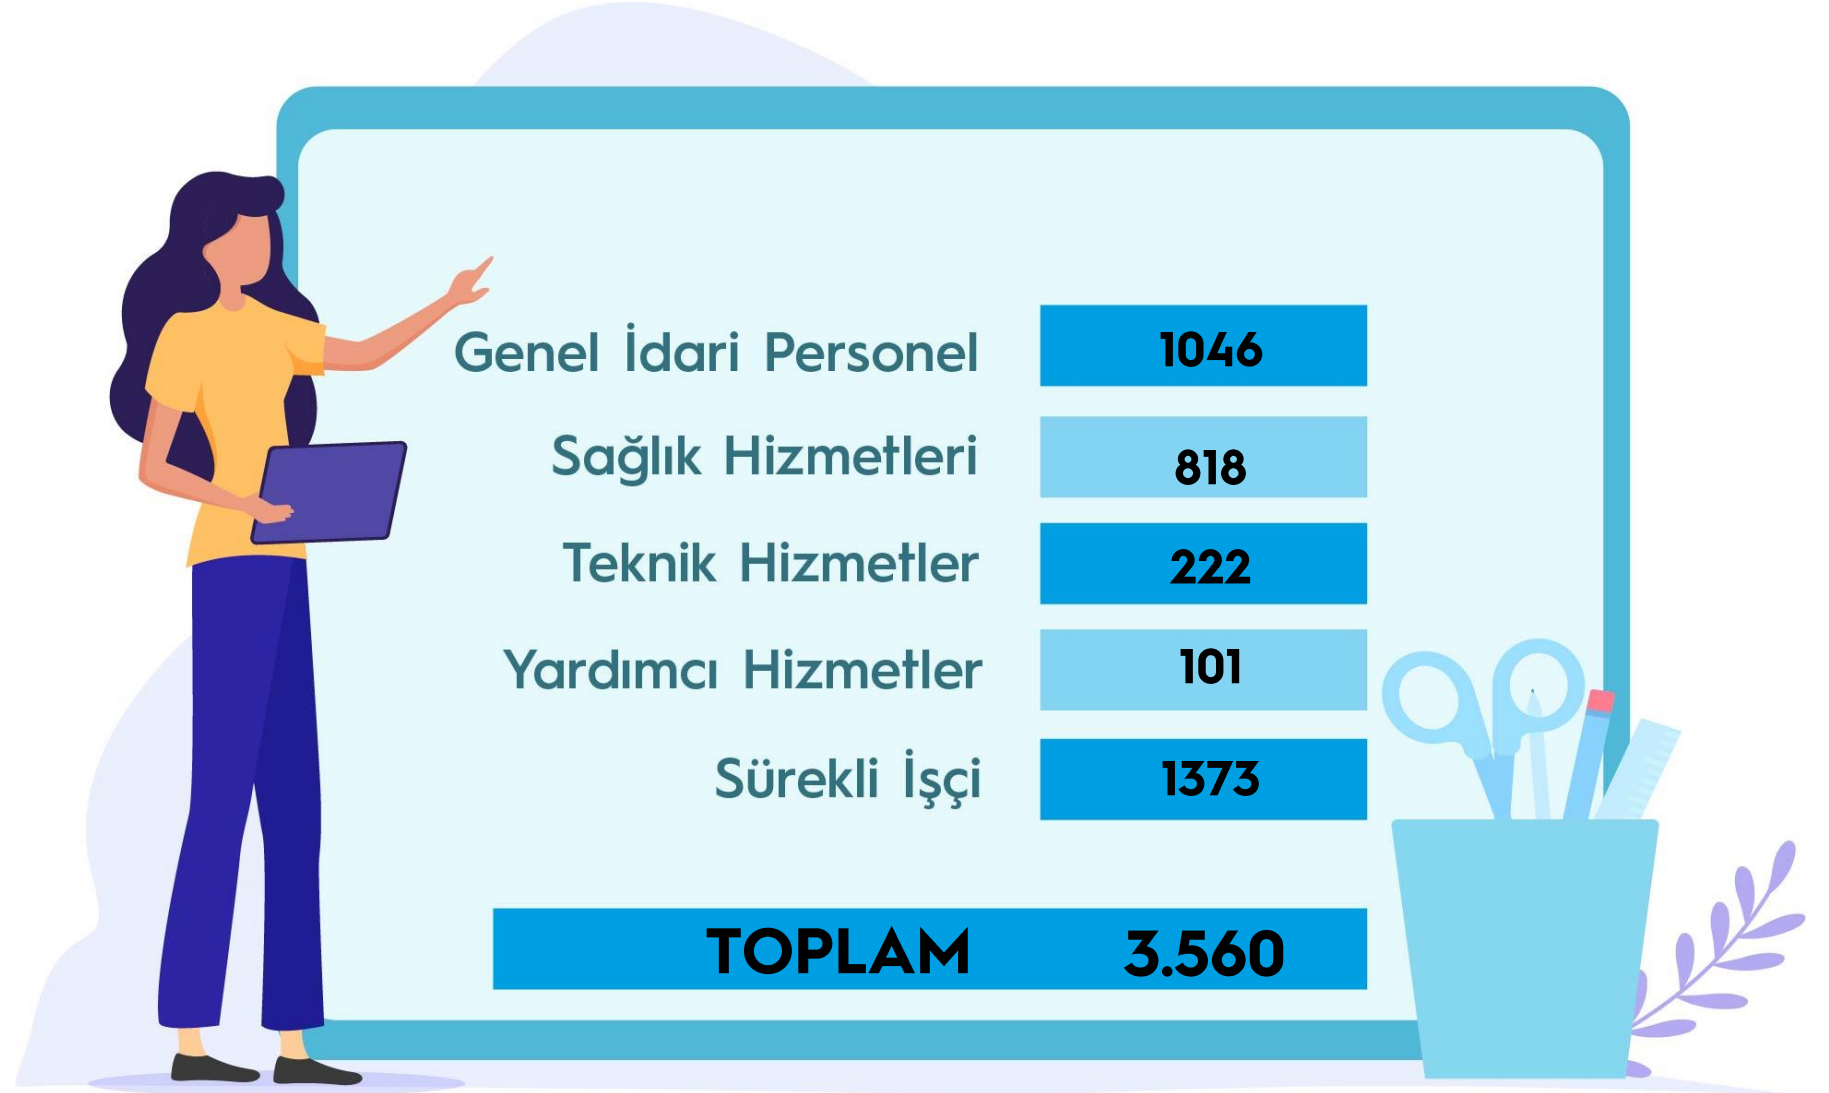 Genel İdari Personel 1046
Sağlık Hizmetleri 818
Teknik Hizmetler 222
Yardımcı Hizmetler 101
Sürekli İşçi 1373
TOPLAM 3.560